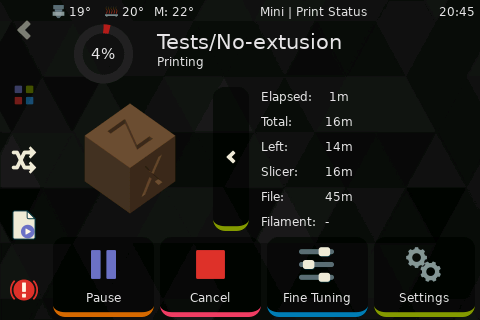 19° 20° M: 22° Mini | Print Status 20:45
4%
Tests/No-extusion
Printing
Elapsed: 1m
Total: 16m
Left: 14m
Slicer: 16m
File: 45m
Filament: -
Z
X
Pause Cancel Fine Tuning Settings